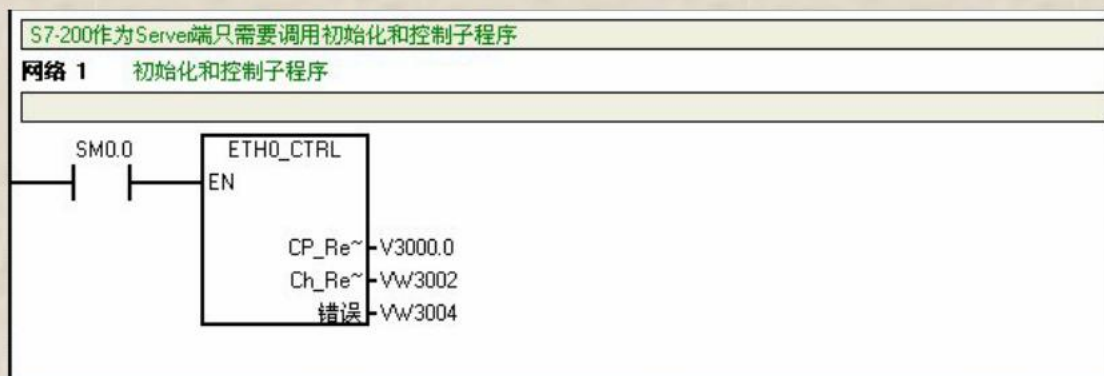 S7-200作为Server端只需要调用初始化和控制子程序
网络 1 初始化和控制子程序
SM0.0 ETH0_CTRL
EN
CP_Re~ V3000.0
Ch_Re~ VW3002
错误 VW3004